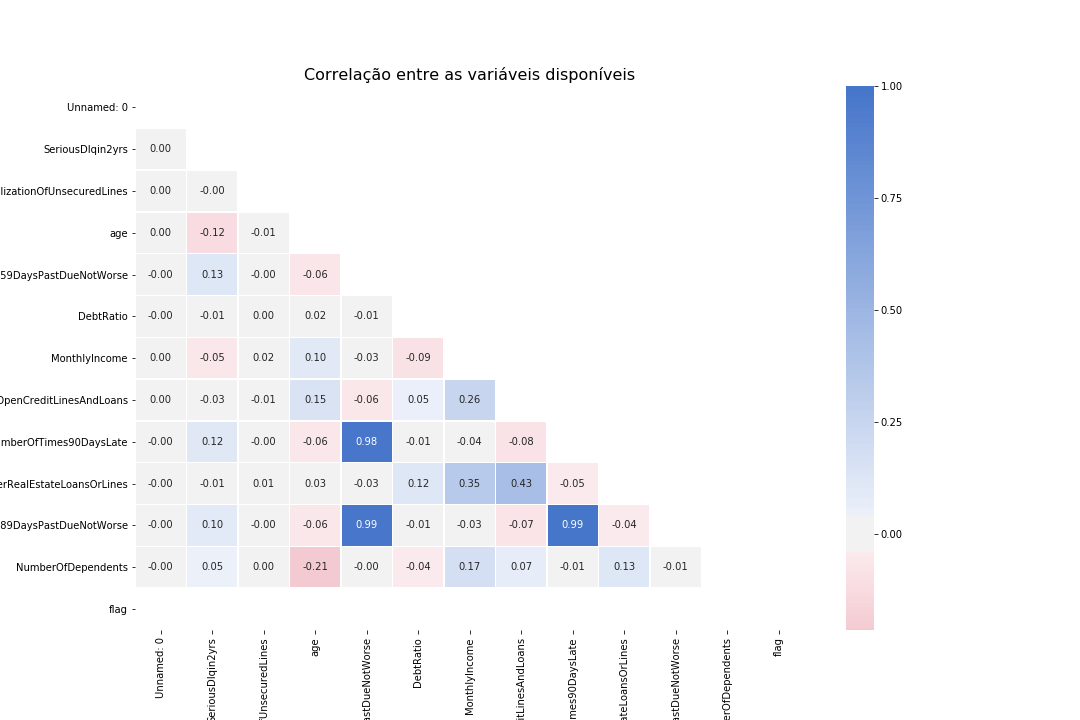 Correlação entre as variáveis disponíveis
1.00
Unnamed: 0
SeriousDlqin2yrs 0.00
lizationOfUnsecuredLines 0.00 -0.00
0.75
age 0.00 -0.12 -0.01
59DaysPastDueNotWorse -0.00 0.13 -0.00 -0.06
DebtRatio -0.00 -0.01 0.00 0.02 -0.01
0.50
MonthlyIncome 0.00 -0.05 0.02 0.10 -0.03 -0.09
OpenCreditLinesAndLoans 0.00 -0.03 -0.01 0.15 -0.06 0.05 0.26
0.25
mberOfTimes90DaysLate -0.00 0.12 -0.00 -0.06 0.98 -0.01 -0.04 -0.08
erRealEstateLoansOrLines -0.00 -0.01 0.01 0.03 -0.03 0.12 0.35 0.43 -0.05
89DaysPastDueNotWorse -0.00 0.10 -0.00 -0.06 0.99 -0.01 -0.03 -0.07 0.99 -0.04
0.00
NumberOfDependents -0.00 0.05 0.00 -0.21 -0.00 -0.04 0.17 0.07 -0.01 0.13 -0.01
flag
Unnamed: 0
SeriousDlqin2yrs
fUnsecuredLines
age
astDueNotWorse
DebtRatio
MonthlyIncome
itLinesAndLoans
mes90DaysLate
ateLoansOrLines
astDueNotWorse
erOfDependents
flag